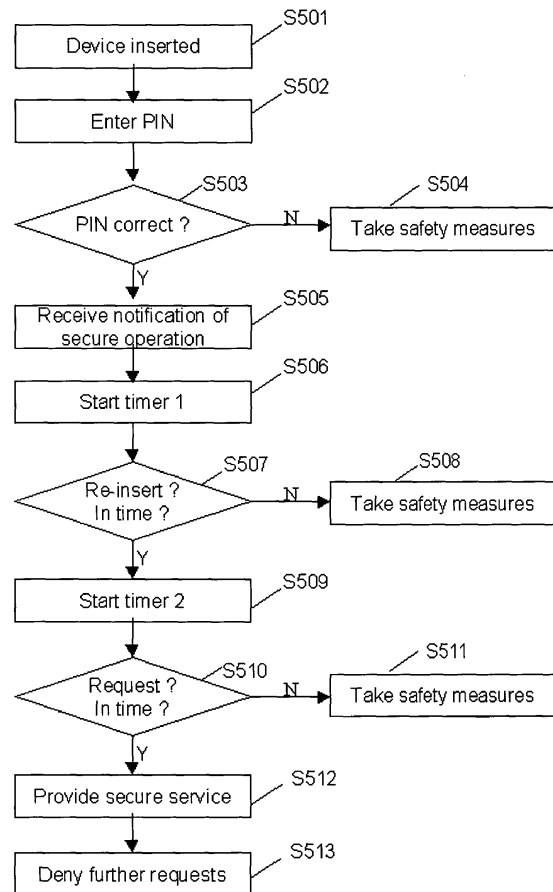 S501
Device inserted
S502
Enter PIN
S503
PIN correct ?
N
S504
Take safety measures
Y
S505
Receive notification of
secure operation
S506
Start timer 1
S507
Re-insert ?
In time ?
N
S508
Take safety measures
Y
S509
Start timer 2
S510
Request ?
In time ?
N
S511
Take safety measures
Y
S512
Provide secure service
S513
Deny further requests